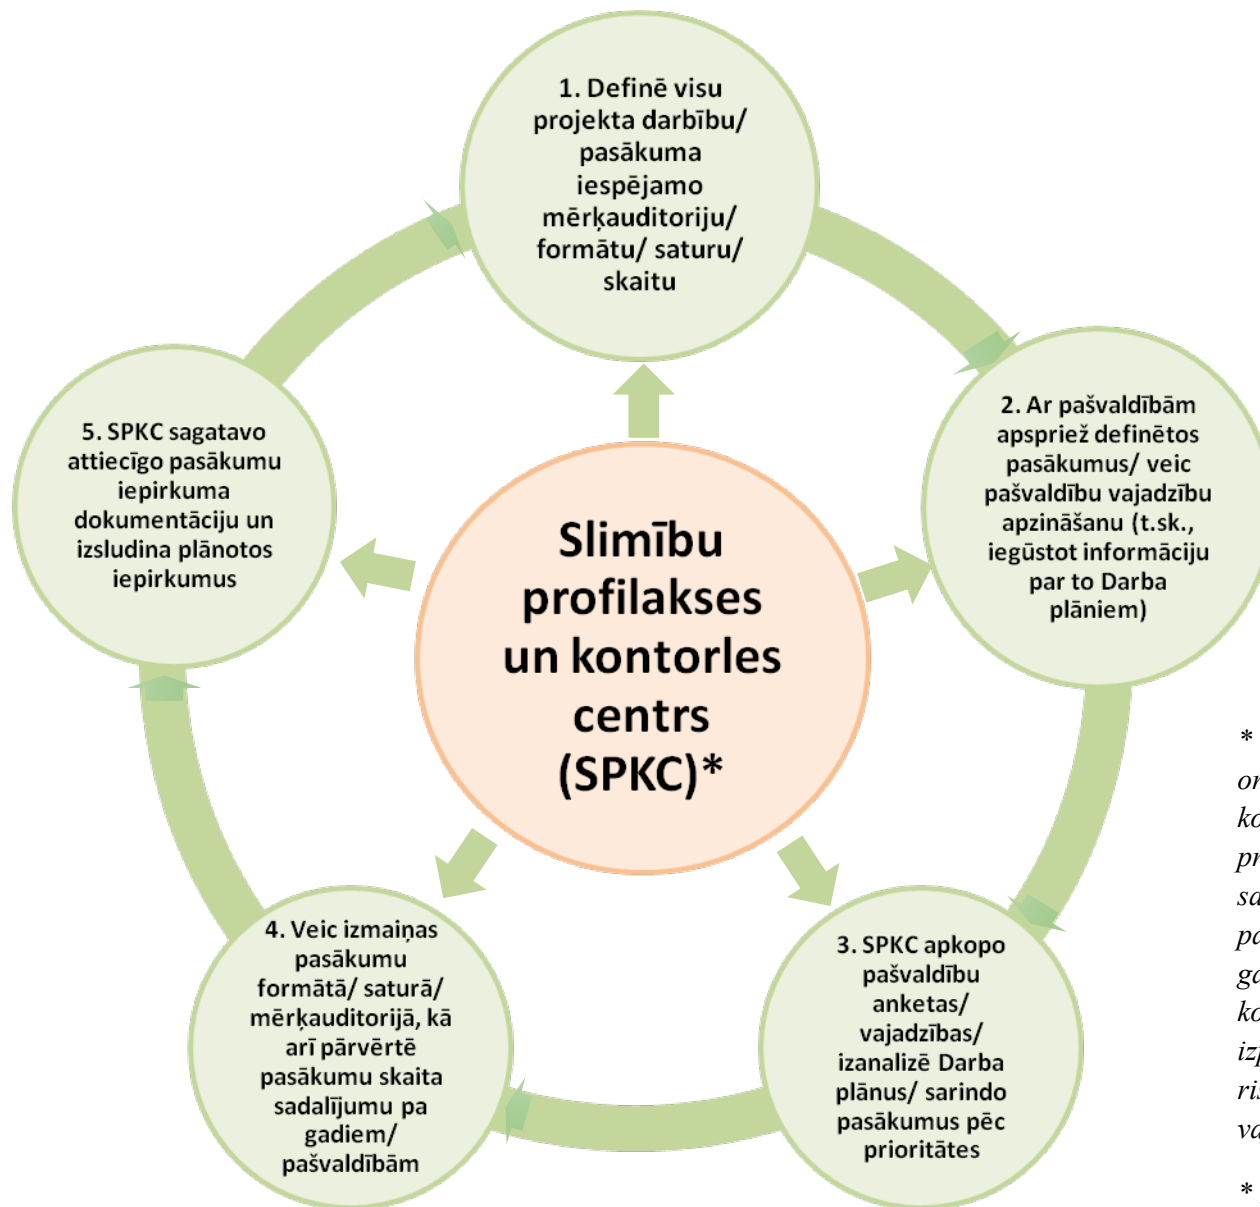 1. Definē visu
projekta darbību/
pasākuma
iespējamo
mērķauditoriju/
formātu/ saturu/
skaitu
2. Ar pašvaldībām
apspriež definētos
pasākumus/ veic
pašvaldību vajadzību
apzināšanu (t.sk.,
iegūstot informāciju
par to Darba
plāniem)
3. SPKC apkopo
pašvaldību
anketas/
vajadzības/
izanalizē Darba
plānus/ sarindo
pasākumus pēc
prioritātes
4. Veic izmaiņas
pasākumu
formātā/ saturā/
mērķauditorijā, kā
arī pārvērtē
pasākumu skaita
sadalījumu pa
gadiem/
pašvaldībām
5. SPKC sagatavo
attiecīgo pasākumu
iepirkuma
dokumentāciju un
izsludina plānotos
iepirkumus
Slimību
profilakses
un kontorles
centrs
(SPKC)*
*
*